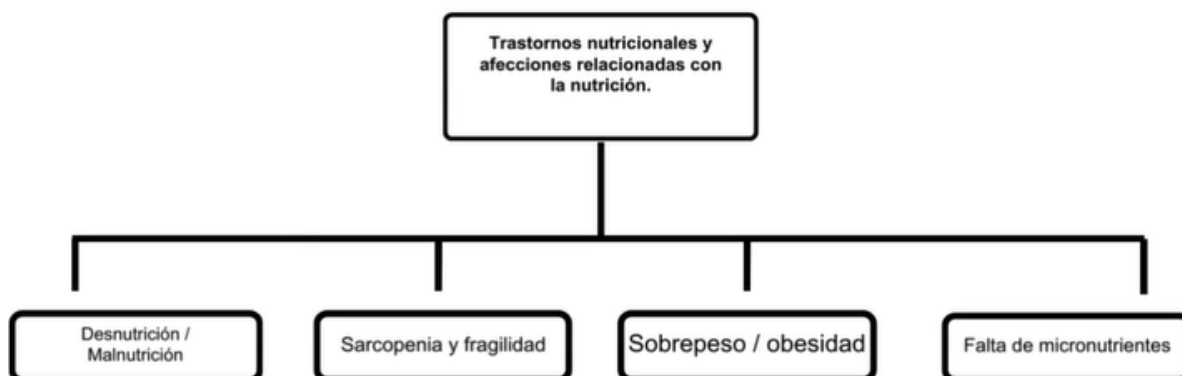 Trastornos nutricionales y
afecciones relacionadas con
la nutrición.
Desnutrición /
Malnutrición
Sarcopenia y fragilidad
Sobrepeso / obesidad
Falta de micronutrientes